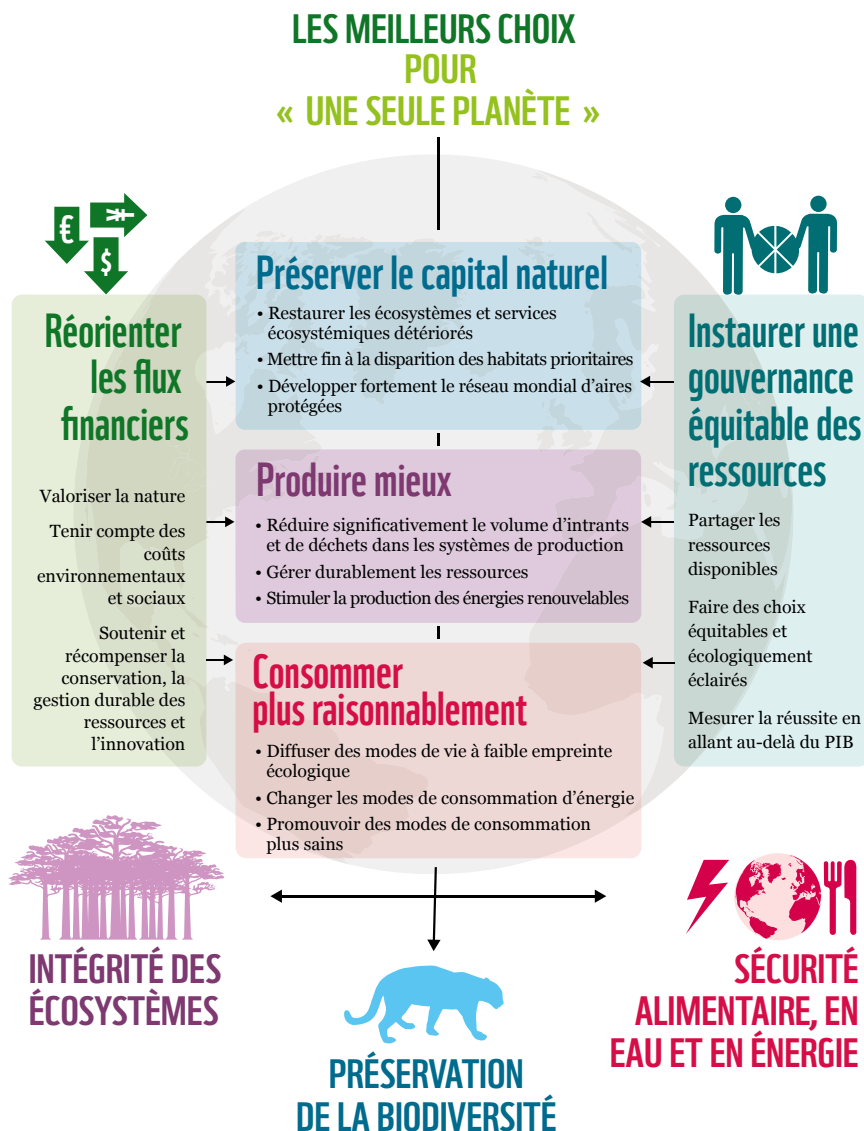 LES MEILLEURS CHOIX
POUR
« UNE SEULE PLANÈTE »
€
¥
$
Réorienter
les flux
financiers
Valoriser la nature
Tenir compte des
coûts
environnementaux
et sociaux
Soutenir et
récompenser la
conservation, la
gestion durable des
ressources et
l’innovation
Préserver le capital naturel
• Restaurer les écosystèmes et services
écosystémiques détériorés
• Mettre fin à la disparition des habitats prioritaires
• Développer fortement le réseau mondial d’aires
protégées
Produire mieux
• Réduire significativement le volume d’intrants
et de déchets dans les systèmes de production
• Gérer durablement les ressources
• Stimuler la production des énergies renouvelables
Consommer
plus raisonnablement
• Diffuser des modes de vie à faible empreinte
écologique
• Changer les modes de consommation d’énergie
• Promouvoir des modes de consommation
plus sains
Instaurer une
gouvernance
équitable des
ressources
Partager les
ressources
disponibles
Faire des choix
équitables et
écologiquement
éclairés
Mesurer la réussite en
allant au-delà du PIB
INTÉGRITÉ DES
ÉCOSYSTÈMES
PRÉSERVATION
DE LA BIODIVERSITÉ
SÉCURITÉ
ALIMENTAIRE, EN
EAU ET EN ÉNERGIE